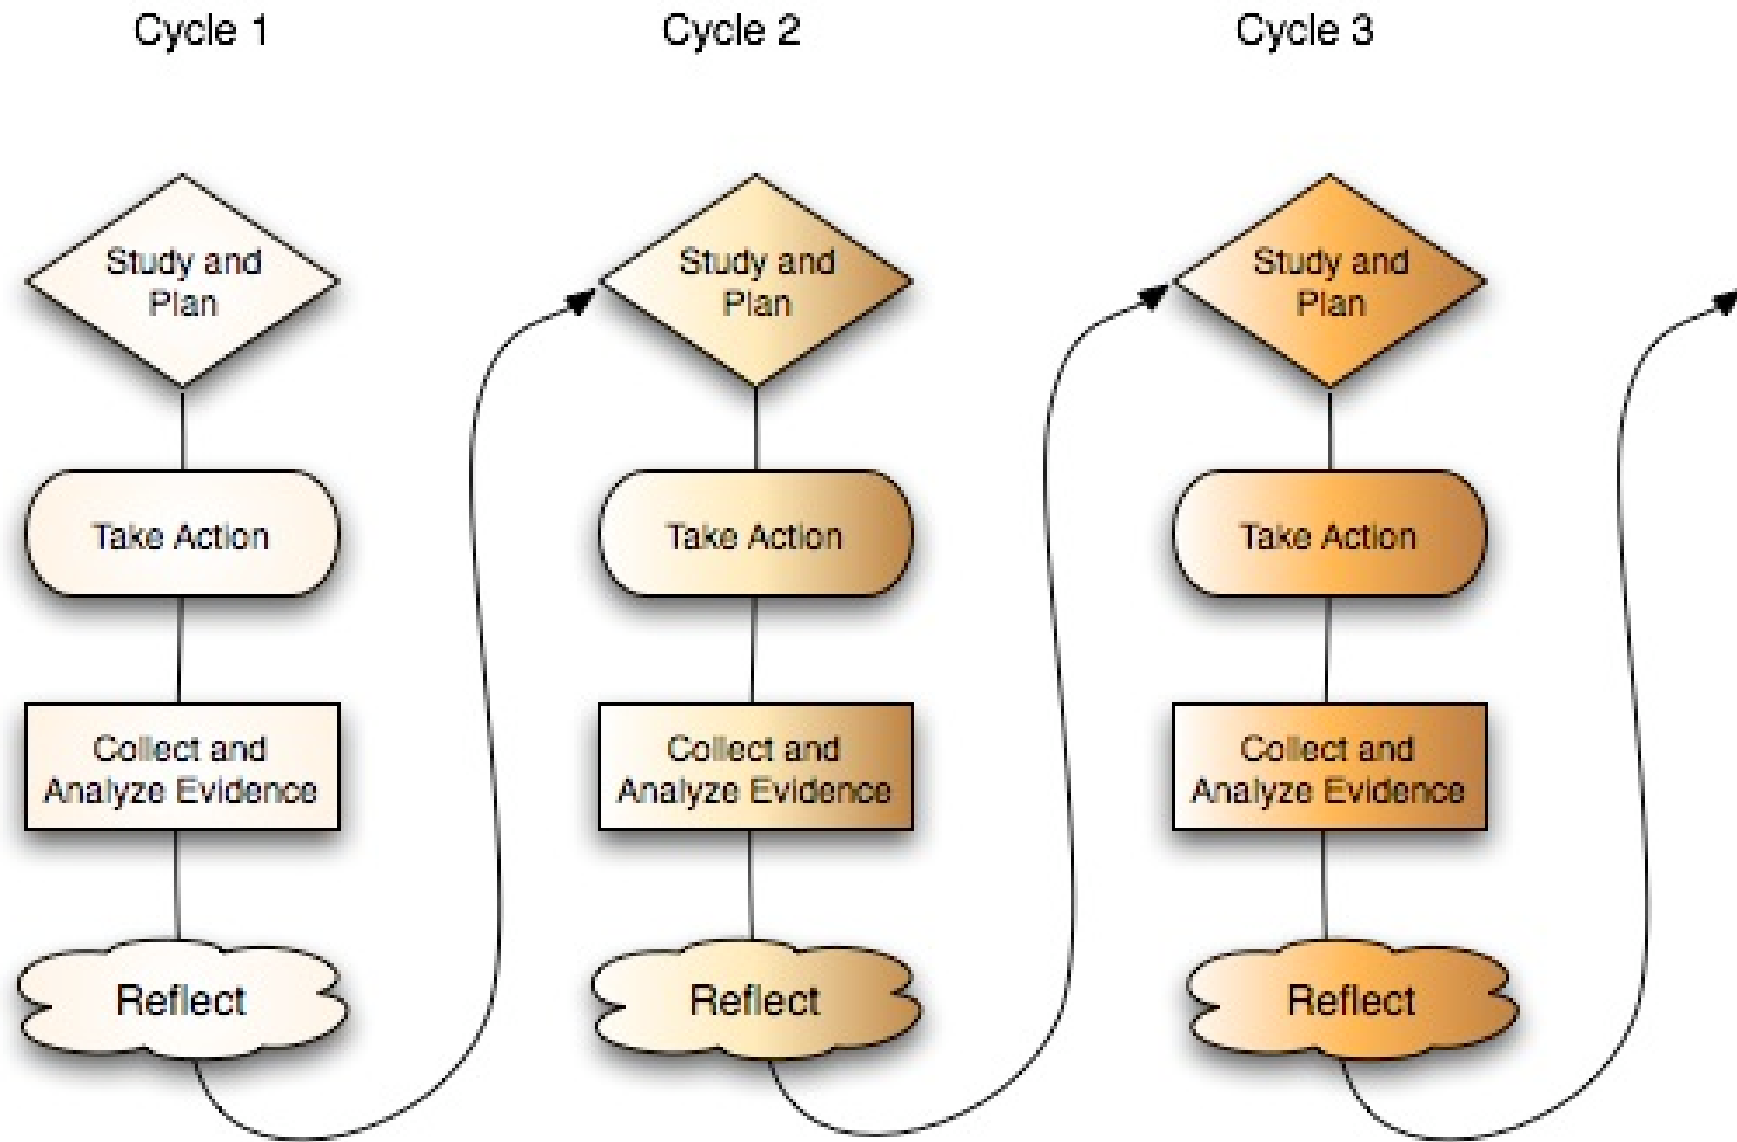 Cycle 1
Study and
Plan
Take Action
Collect and
Analyze Evidence
Reflect
Cycle 2
Study and
Plan
Take Action
Collect and
Analyze Evidence
Reflect
Cycle 3
Study and
Plan
Take Action
Collect and
Analyze Evidence
Reflect